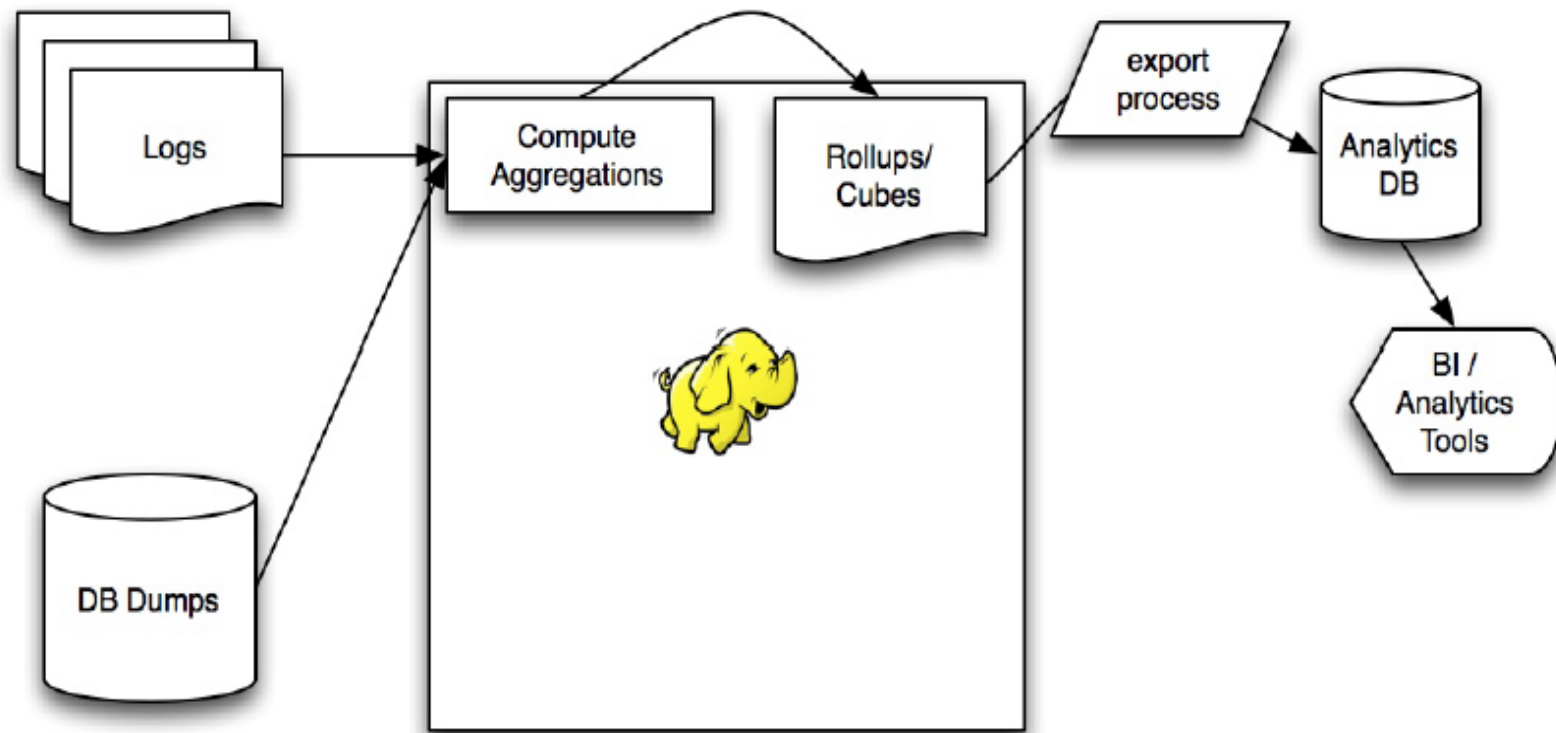 Logs
Compute
Aggregations
Rollups/
Cubes
export
process
Analytics
DB
BI /
Analytics
Tools
DB Dumps